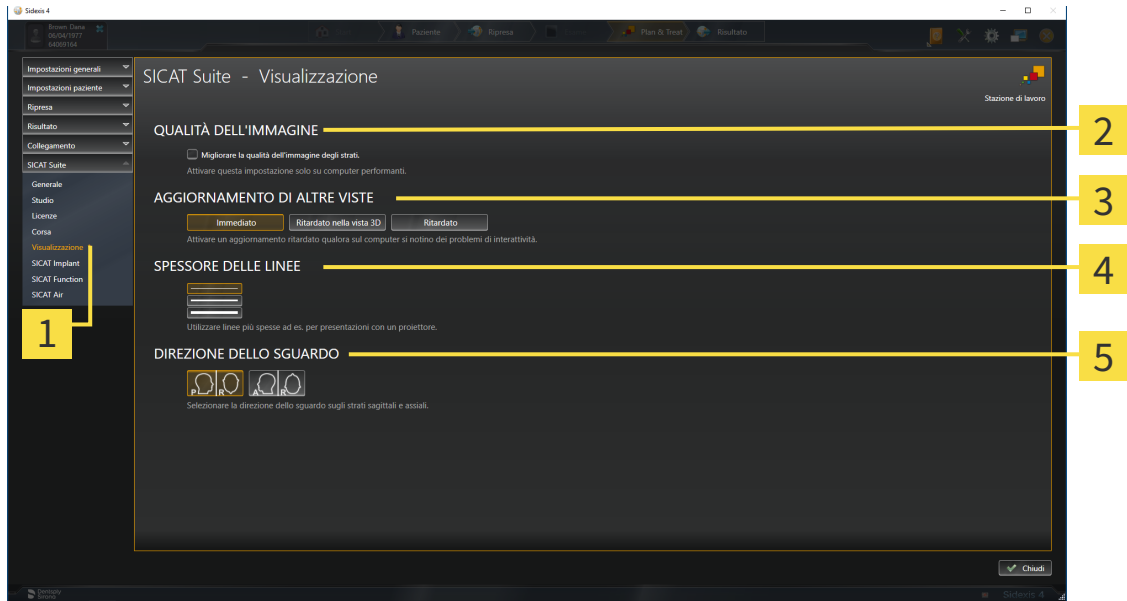 Sidexis 4
Brown Dana
06/04/1977
64069164
Paziente
Ripresa
Plan & Treat
Risultato
Impostazioni generali
Impostazioni paziente
Ripresa
Risultato
Collegamento
SICAT Suite
Generale
Studio
Licenze
Corsa
Visualizzazione
SICAT Implant
SICAT Function
SICAT Air
1
SICAT Suite - Visualizzazione
Stazione di lavoro
QUALITÀ DELL'IMMAGINE
2
Migliorare la qualità dell'immagine degli strati.
Attivare questa impostazione solo su computer performanti.
AGGIORNAMENTO DI ALTRE VISTE
3
Immediato
Ritardato nella vista 3D
Ritardato
Attivare un aggiornamento ritardato qualora sul computer si notino dei problemi di interattività.
SPESSORE DELLE LINEE
4
Utilizzare linee più spesse ad es. per presentazioni con un proiettore.
DIREZIONE DELLO SGUARDO
5
P R
A R
Selezionare la direzione dello sguardo sugli strati sagittali e assiali.
Chiudi
Dentsply
Sirona
Sidexis 4